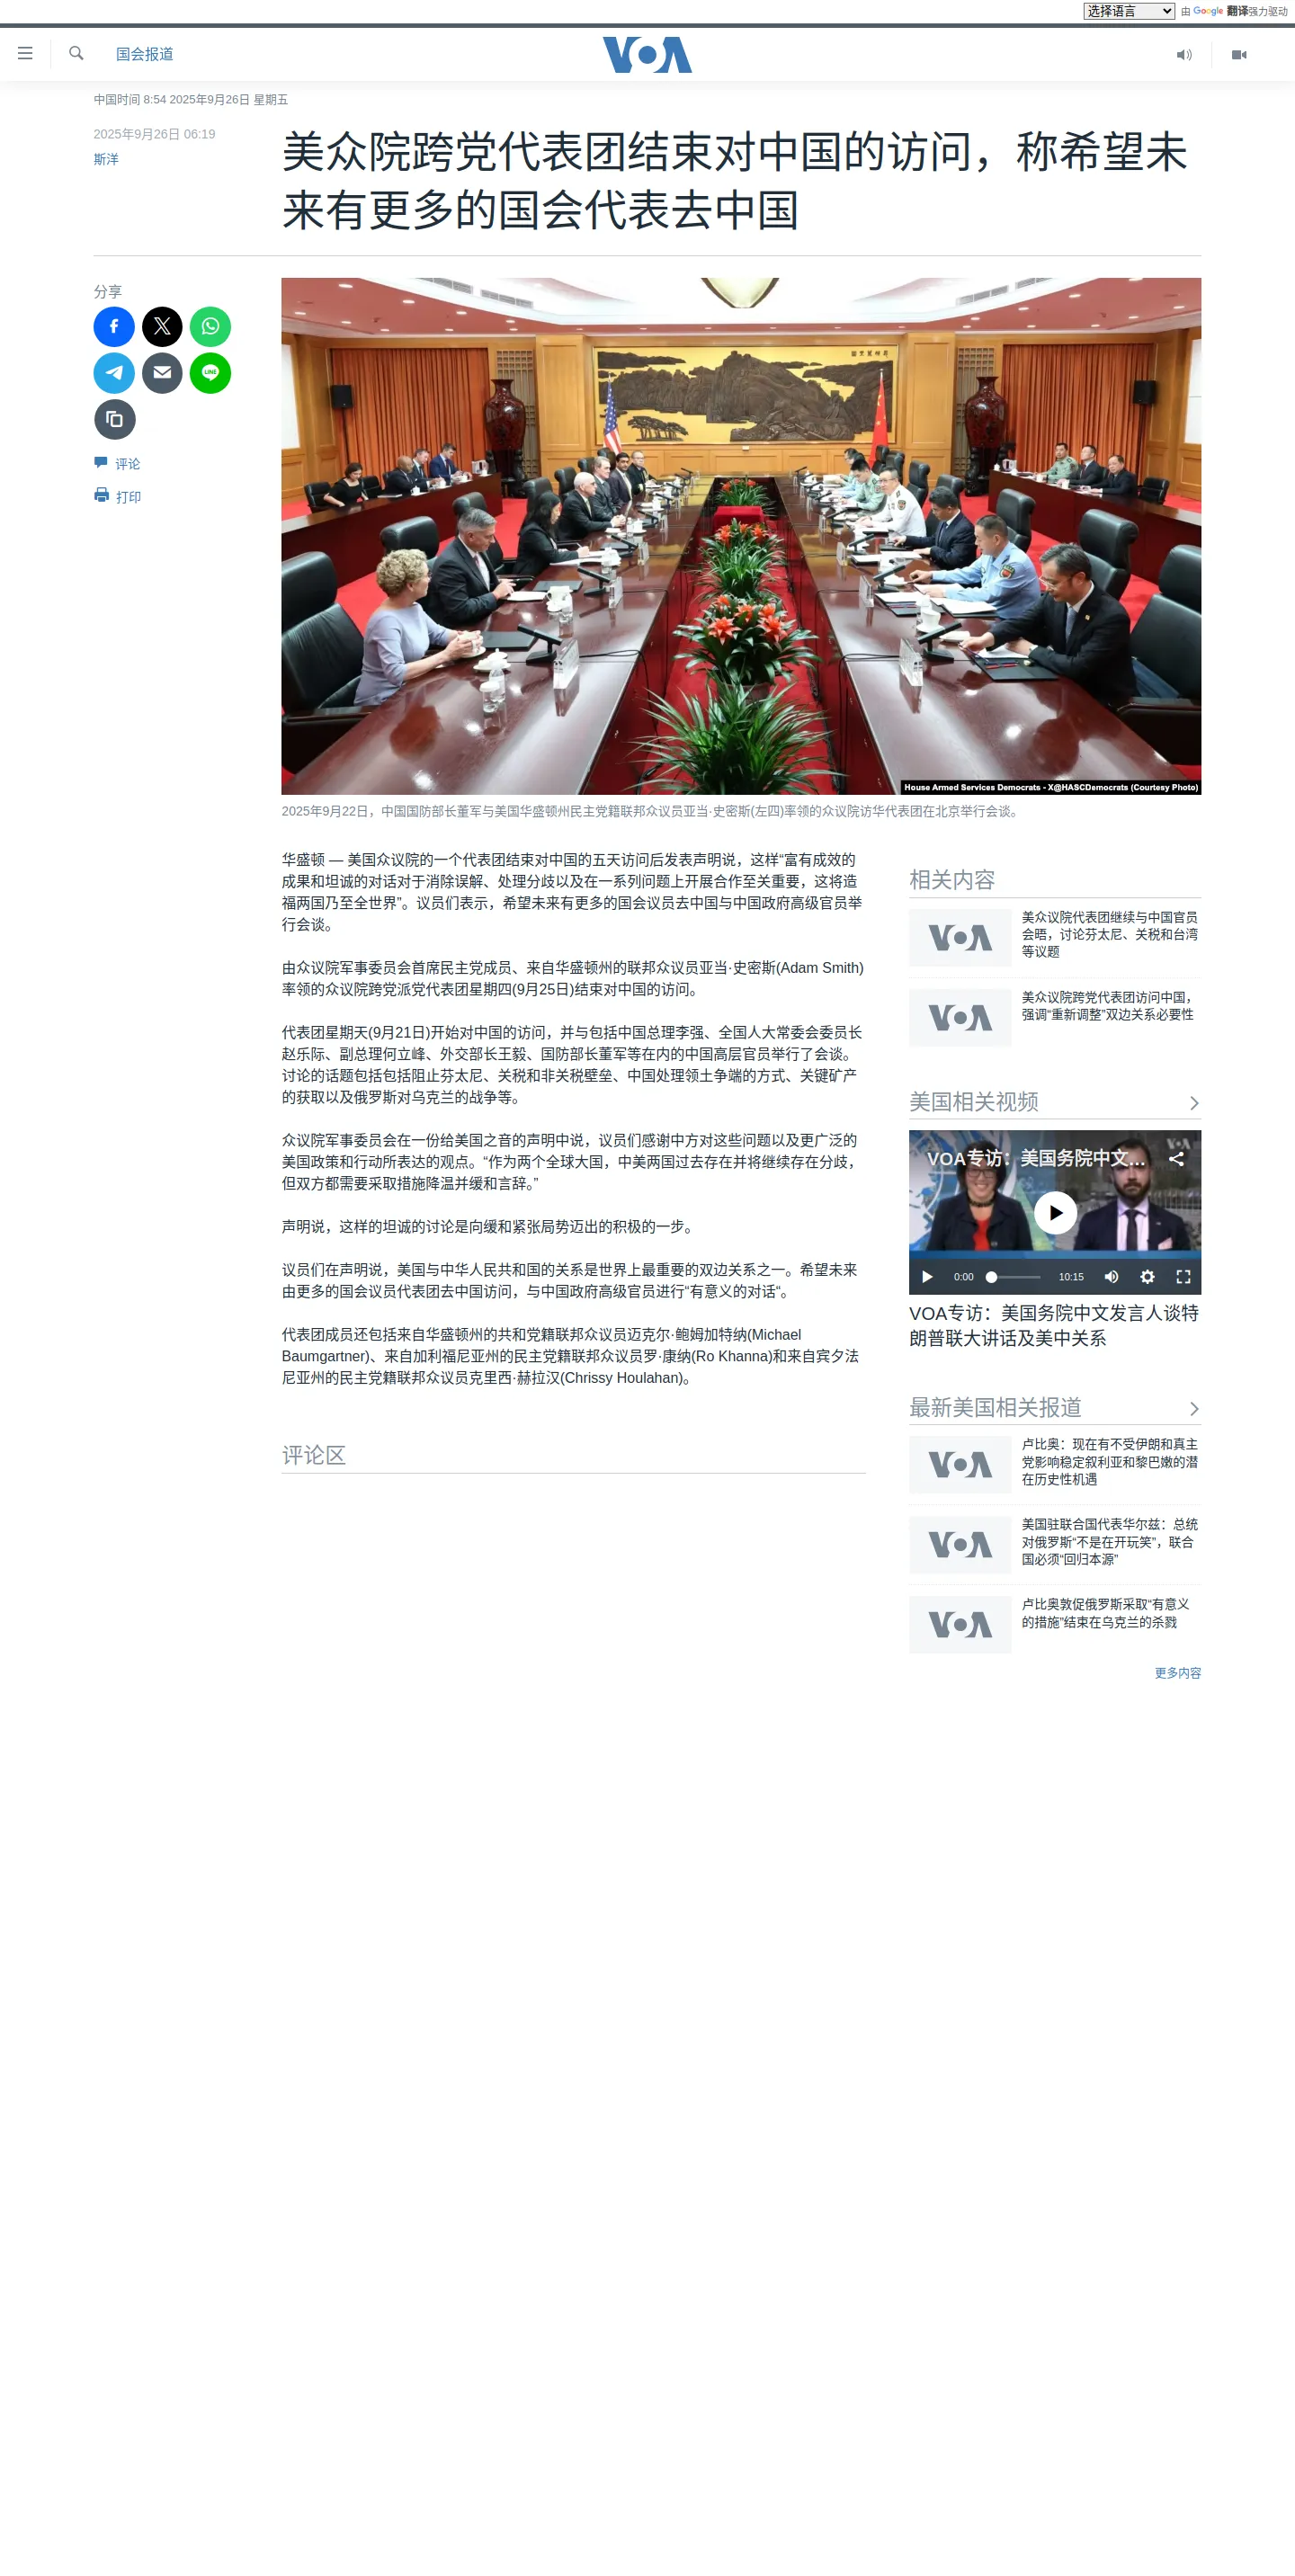 选择语言
由 Google 翻译强力驱动
国会报道
VOA
中国时间 8:54 2025年9月26日 星期五
2025年9月26日 06:19
斯洋
美众院跨党代表团结束对中国的访问，称希望未
来有更多的国会代表去中国
分享
LINE
评论
打印
House Armed Services Democrats - X@HASCDemocrats (Courtesy Photo)
2025年9月22日，中国国防部长董军与美国华盛顿州民主党籍联邦众议员亚当·史密斯(左四)率领的众议院访华代表团在北京举行会谈。
华盛顿 — 美国众议院的一个代表团结束对中国的五天访问后发表声明说，这样“富有成效的
成果和坦诚的对话对于消除误解、处理分歧以及在一系列问题上开展合作至关重要，这将造
福两国乃至全世界”。议员们表示，希望未来有更多的国会议员去中国与中国政府高级官员举
行会谈。
由众议院军事委员会首席民主党成员、来自华盛顿州的联邦众议员亚当·史密斯(Adam Smith)
率领的众议院跨党派党代表团星期四(9月25日)结束对中国的访问。
代表团星期天(9月21日)开始对中国的访问，并与包括中国总理李强、全国人大常委会委员长
赵乐际、副总理何立峰、外交部长王毅、国防部长董军等在内的中国高层官员举行了会谈。
讨论的话题包括包括阻止芬太尼、关税和非关税壁垒、中国处理领土争端的方式、关键矿产
的获取以及俄罗斯对乌克兰的战争等。
众议院军事委员会在一份给美国之音的声明中说，议员们感谢中方对这些问题以及更广泛的
美国政策和行动所表达的观点。“作为两个全球大国，中美两国过去存在并将继续存在分歧，
但双方都需要采取措施降温并缓和言辞。”
声明说，这样的坦诚的讨论是向缓和紧张局势迈出的积极的一步。
议员们在声明说，美国与中华人民共和国的关系是世界上最重要的双边关系之一。希望未来
由更多的国会议员代表团去中国访问，与中国政府高级官员进行“有意义的对话“。
代表团成员还包括来自华盛顿州的共和党籍联邦众议员迈克尔·鲍姆加特纳(Michael
Baumgartner)、来自加利福尼亚州的民主党籍联邦众议员罗·康纳(Ro Khanna)和来自宾夕法
尼亚州的民主党籍联邦众议员克里西·赫拉汉(Chrissy Houlahan)。
评论区
相关内容
VOA
美众议院代表团继续与中国官员
会晤，讨论芬太尼、关税和台湾
等议题
VOA
美众议院跨党代表团访问中国，
强调“重新调整”双边关系必要性
美国相关视频
VOA
VOA专访：美国务院中文...
0:00
10:15
VOA专访：美国务院中文发言人谈特
朗普联大讲话及美中关系
最新美国相关报道
VOA
卢比奥：现在有不受伊朗和真主
党影响稳定叙利亚和黎巴嫩的潜
在历史性机遇
VOA
美国驻联合国代表华尔兹：总统
对俄罗斯“不是在开玩笑”，联合
国必须“回归本源”
VOA
卢比奥敦促俄罗斯采取“有意义
的措施”结束在乌克兰的杀戮
更多内容